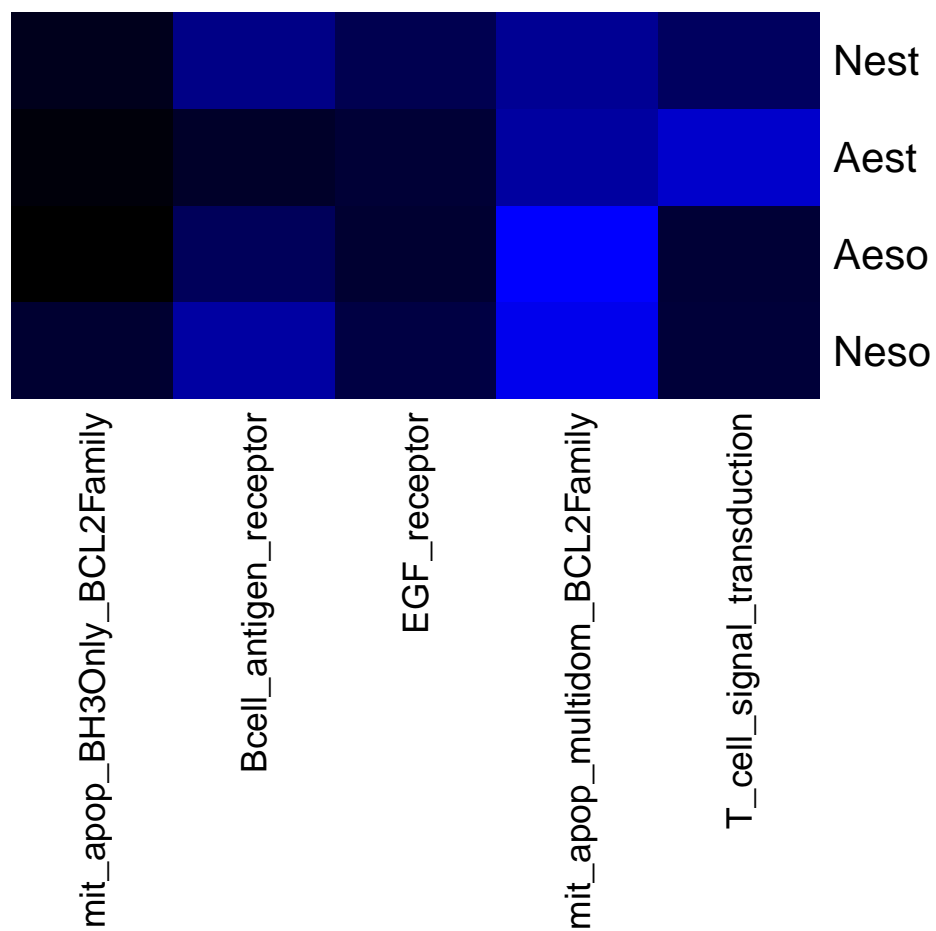 Nest
Aest
Aeso
Neso
mit_apop_BH3Only_BCL2Family
Bcell_antigen_receptor
EGF_receptor
mit_apop_multidom_BCL2Family
T_cell_signal_transduction